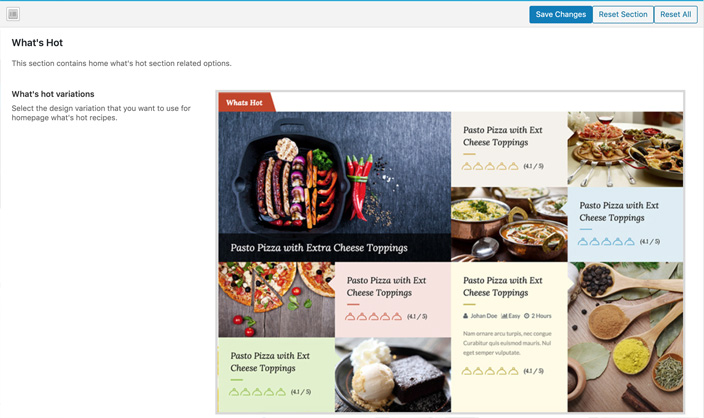 Save Changes
Reset Section
Reset All
What's Hot
This section contains home what's hot section related options.
What's hot variations
Select the design variation that you want to use for
homepage what's hot recipes.
Whats Hot
Pasto Pizza with Ext
Cheese Toppings
(4.1 / 5)
Pasto Pizza with Ext
Cheese Toppings
(4.1 / 5)
Pasto Pizza with Extra Cheese Toppings
Pasto Pizza with Ext
Cheese Toppings
(4.1 / 5)
Pasto Pizza with Ext
Cheese Toppings
Johan Doe Easy 2 Hours
Nam ornare arcu turpis, nec congue
Curabitur quis euismod mauris. Nul
eget semper vulputate.
(4.1 / 5)
Pasto Pizza with Ext
Cheese Toppings
(4.1 / 5)